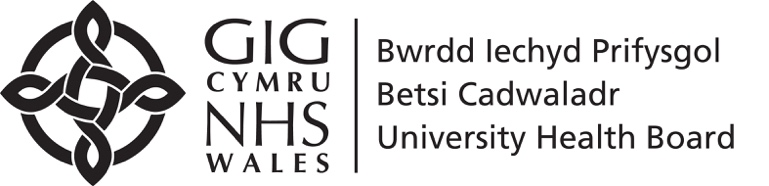 GIG
CYMRU
NHS
WALES
Bwrdd Iechyd Prifysgol
Betsi Cadwaladr
University Health Board